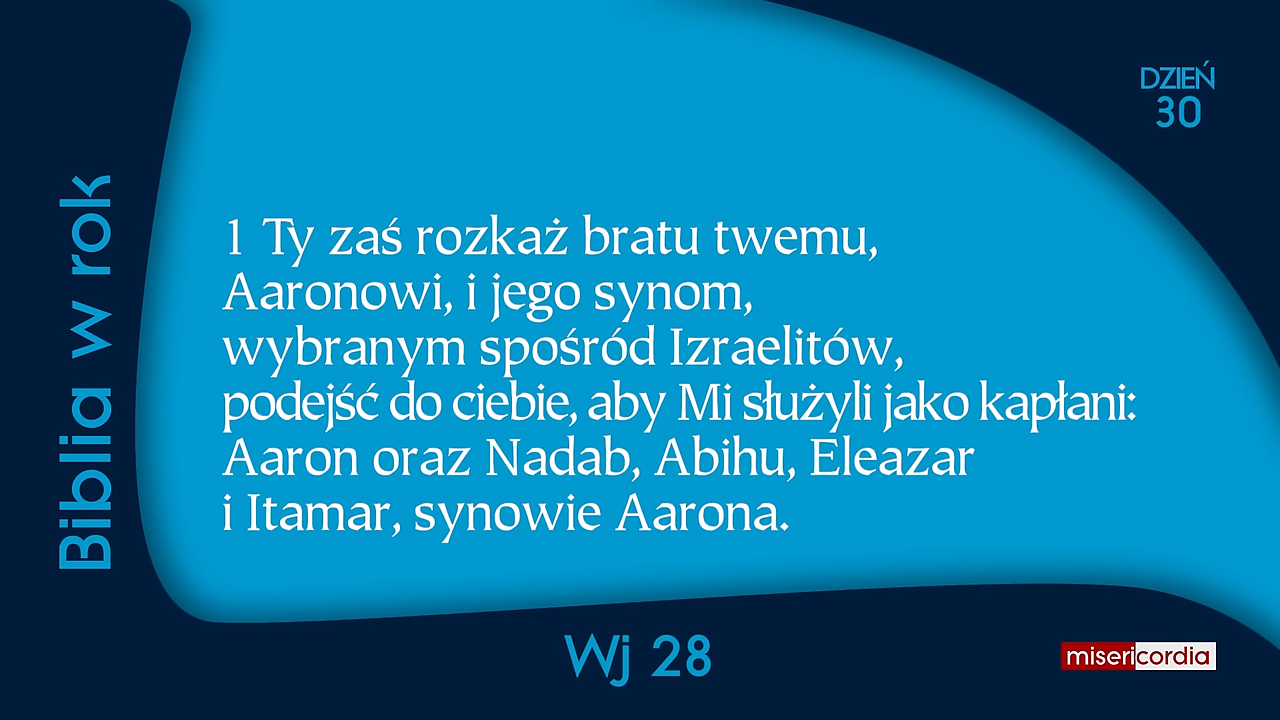 DZIEŃ
30
Biblia w rok
1 Ty zaś rozkaż bratu twemu,
Aaronowi, i jego synom,
wybranym spośród Izraelitów,
podejść do ciebie, aby Mi służyli jako kapłani:
Aaron oraz Nadab, Abihu, Eleazar
i Itamar, synowie Aarona.
Wj 28
misericordia